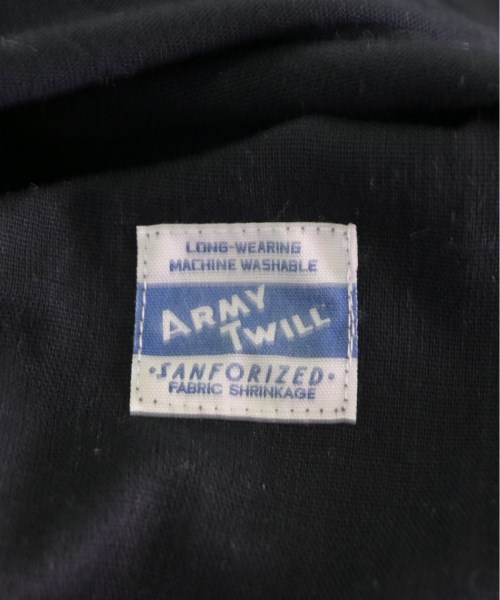 LONG-WEARING
MACHINE WASHABLE
ARMY
TWILL
·SANFORIZED·
FABRIC SHRINKAGE